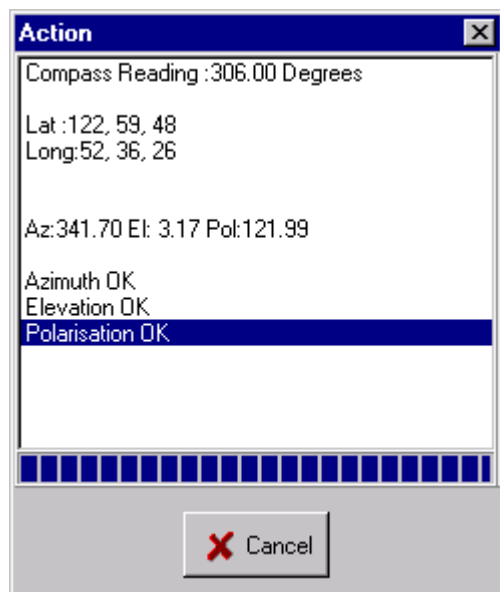 Action
Compass Reading :306.00 Degrees
Lat :122, 59, 48
Long:52, 36, 26
Az:341.70 El: 3.17 Pol:121.99
Azimuth OK
Elevation OK
Polarisation OK
Cancel